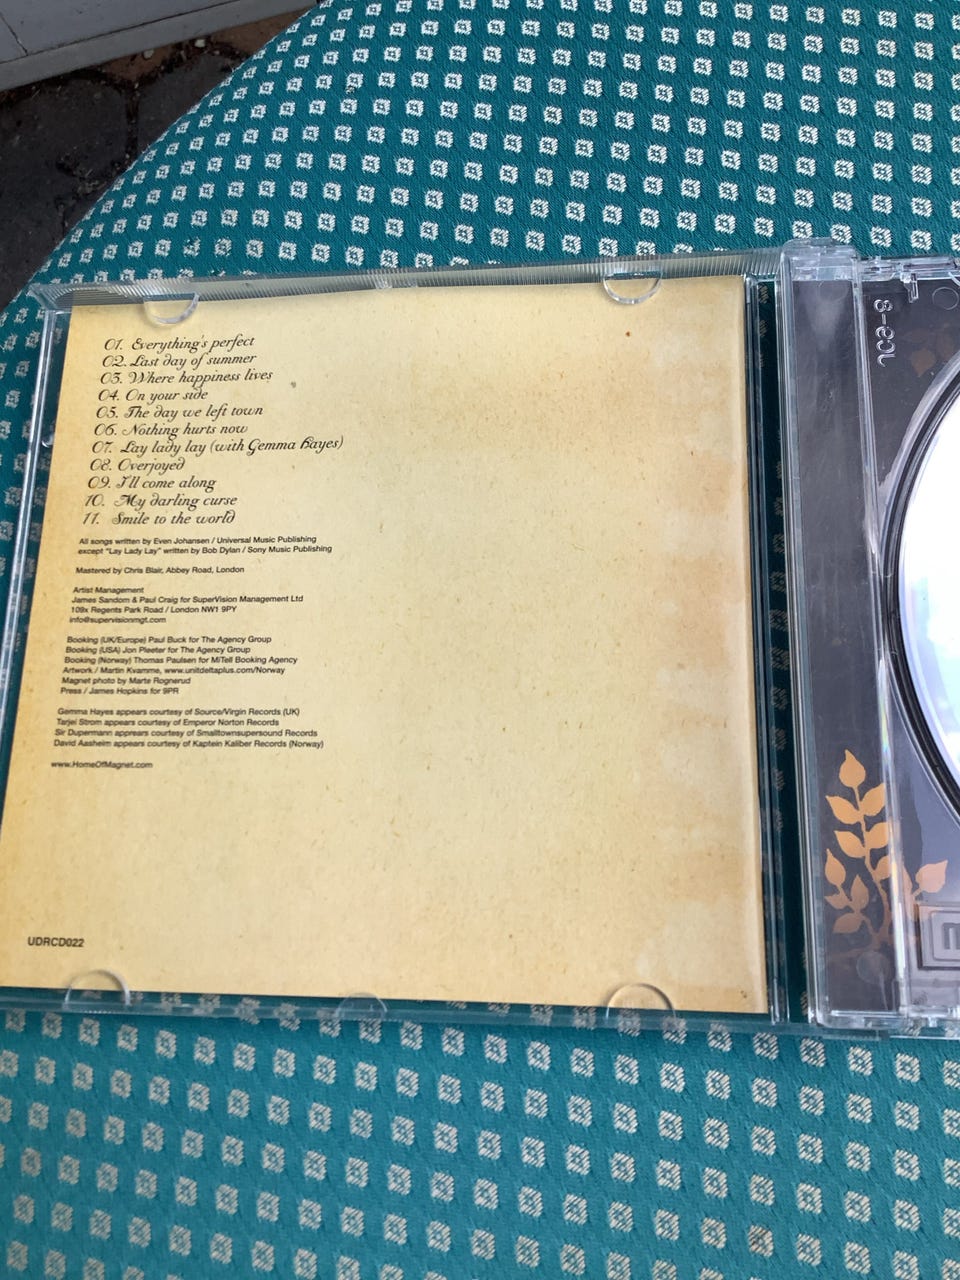 01. Everything's perfect
02. Last day of summer
03. Where happiness lives
04. On your side
05. The day we left town
06. Nothing hurts now
07. Lay lady lay (with Gemma Hayes)
08. Overjoyed
09. I'll come along
10. My darling curse
11. Smile to the world
All songs written by Even Johansen / Universal Music Publishing
except "Lay Lady Lay" written by Bob Dylan / Sony Music Publishing
Mastered by Chris Blair, Abbey Road, London
Artist Management
James Sandom & Paul Craig for SuperVision Management Ltd
109x Regents Park Road / London NW1 9PY
info@supervisionmgt.com
Booking (UK/Europe) Paul Buck for The Agency Group
Booking (USA) Jon Pleeter for The Agency Group
Booking (Norway) Thomas Paulsen for M/Tell Booking Agency
Artwork / Martin Kvamme, www.unitdeltaplus.com/Norway
Magnet photo by Marte Rognerud
Press / James Hopkins for 9PR
Gemma Hayes appears courtesy of Source/Virgin Records (UK)
Tarjei Strom appears courtesy of Emperor Norton Records
Sir Dupermann apprears courtesy of Smalltownsupersound Records
David Aasheim appears courtesy of Kaptein Kaliber Records (Norway)
www.HomeOfMagnet.com
UDRCD022